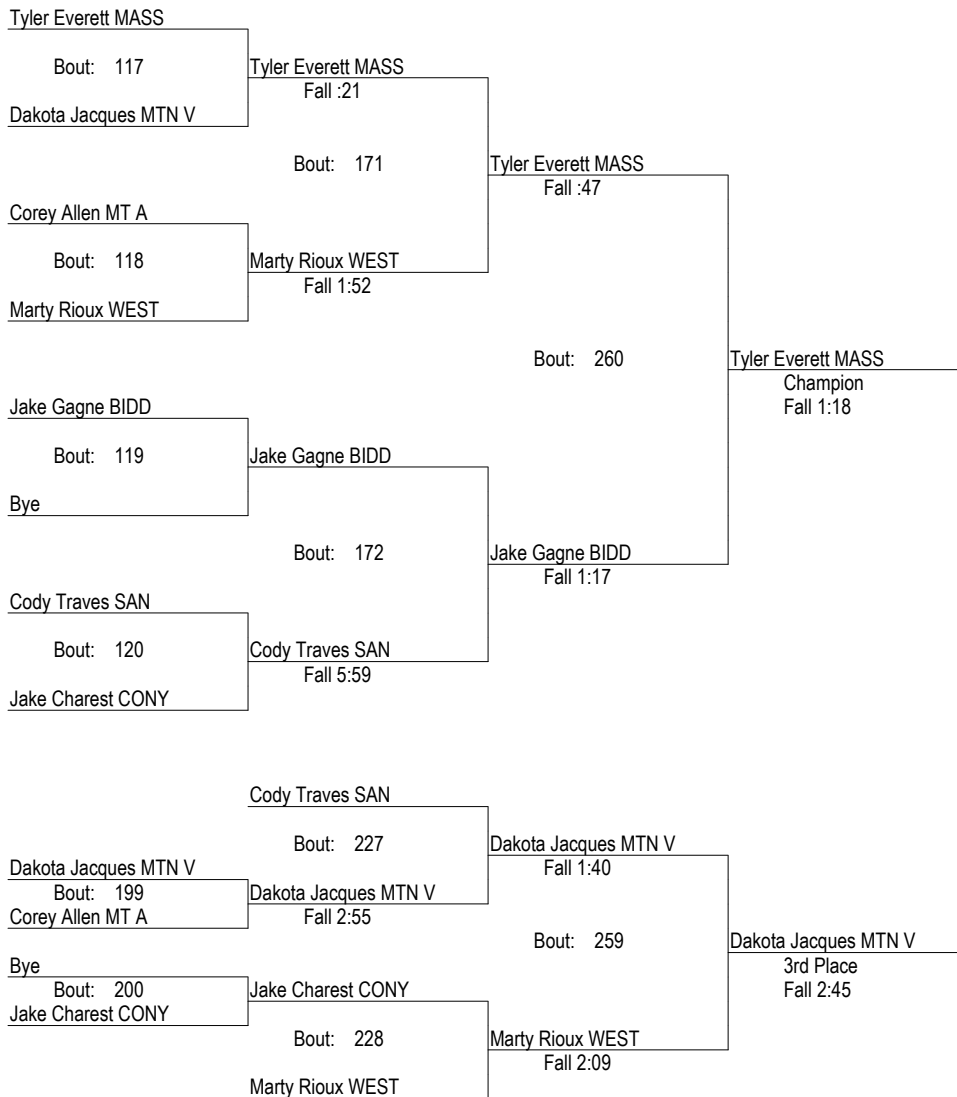 Tyler Everett MASS
Bout: 117
Tyler Everett MASS
Fall :21
Dakota Jacques MTN V
Bout: 171
Tyler Everett MASS
Fall :47
Corey Allen MT A
Bout: 118
Marty Rioux WEST
Fall 1:52
Marty Rioux WEST
Bout: 260
Tyler Everett MASS
Champion
Fall 1:18
Jake Gagne BIDD
Bout: 119
Jake Gagne BIDD
Bye
Bout: 172
Jake Gagne BIDD
Fall 1:17
Cody Traves SAN
Bout: 120
Cody Traves SAN
Fall 5:59
Jake Charest CONY
Cody Traves SAN
Bout: 227
Dakota Jacques MTN V
Fall 1:40
Dakota Jacques MTN V
Bout: 199
Dakota Jacques MTN V
Fall 2:55
Corey Allen MT A
Bout: 259
Dakota Jacques MTN V
3rd Place
Fall 2:45
Bye
Bout: 200
Jake Charest CONY
Jake Charest CONY
Bout: 228
Marty Rioux WEST
Fall 2:09
Marty Rioux WEST